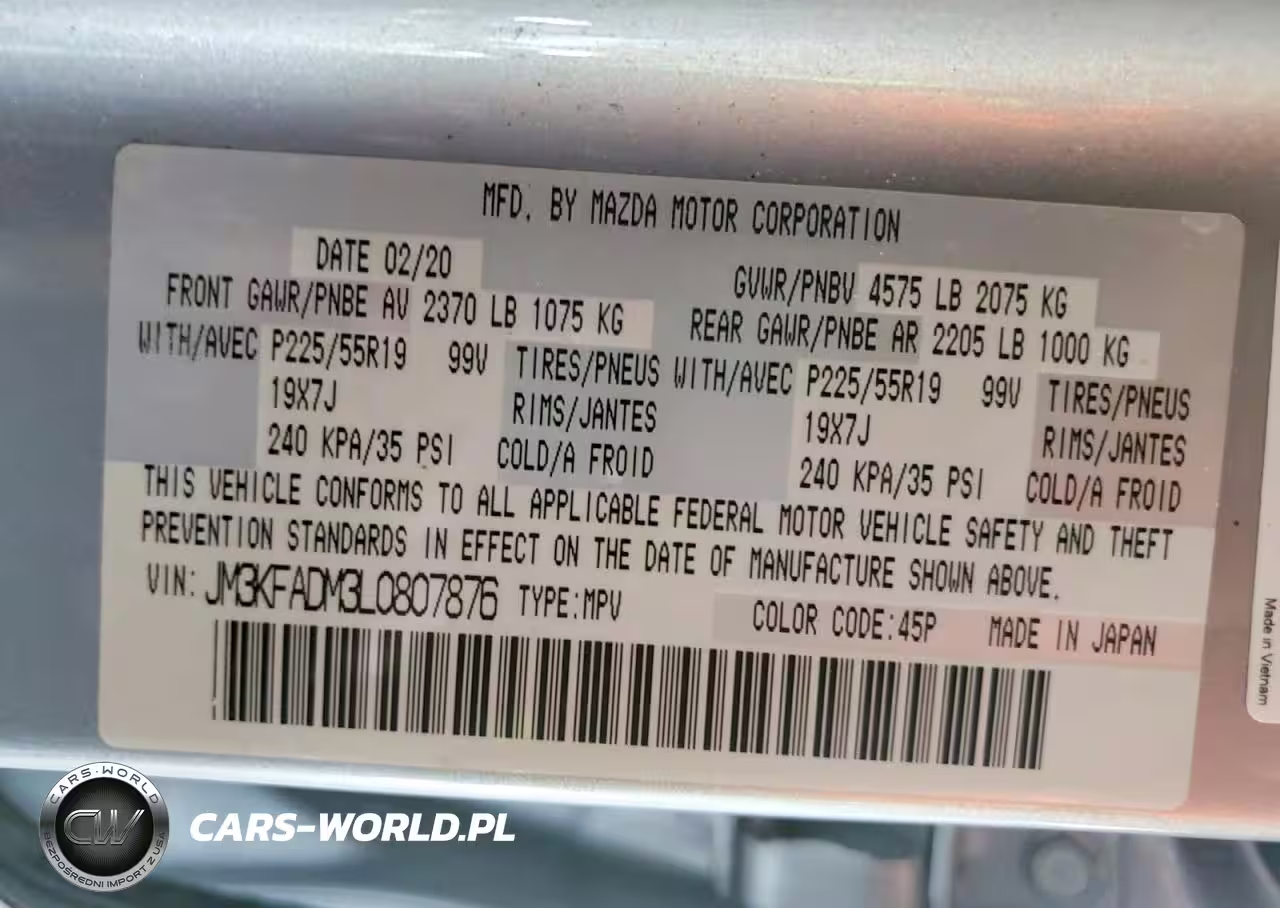 MFD. BY MAZDA MOTOR CORPORATION
DATE 02/20
GVWR/PNBV 4575 LB 2075 KG
FRONT GAWR/PNBE AV 2370 LB 1075 KG
REAR GAWR/PNBE AR 2205 LB 1000 KG
WITH/AVEC P225/55R19 99V TIRES/PNEUS WITH/AVEC P225/55R19 99V TIRES/PNEUS
19X7J RIMS/JANTES 19X7J RIMS/JANTES
240 KPA/35 PSI COLD/A FROID 240 KPA/35 PSI COLD/A FROID
THIS VEHICLE CONFORMS TO ALL APPLICABLE FEDERAL MOTOR VEHICLE SAFETY AND THEFT
PREVENTION STANDARDS IN EFFECT ON THE DATE OF MANUFACTURE SHOWN ABOVE.
VIN: JM3KFADM3L0807876 TYPE:MPV COLOR CODE:45P MADE IN JAPAN
Made in Vietnam
CARS-WORLD
CW
BEZPOŚREDNI IMPORT Z USA
CARS-WORLD.PL